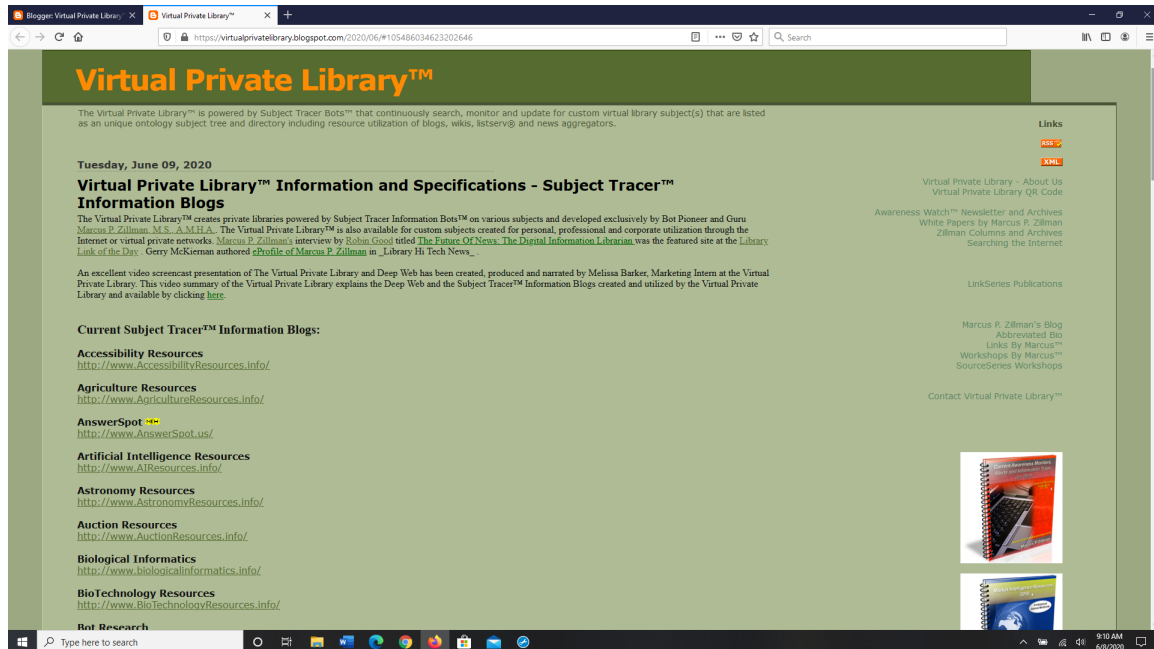 Blogger: Virtual Private Library
Virtual Private Library™
https://virtualprivatelibrary.blogspot.com/2020/06/#105486034623202646
Search
Virtual Private Library™
The Virtual Private Library™ is powered by Subject Tracer Bots™ that continuously search, monitor and update for custom virtual library subject(s) that are listed
as an unique ontology subject tree and directory including resource utilization of blogs, wikis, listserv® and news aggregators.
Tuesday, June 09, 2020
Virtual Private Library™ Information and Specifications - Subject Tracer™
Information Blogs
The Virtual Private Library™ creates private libraries powered by Subject Tracer Information Bots™ on various subjects and developed exclusively by Bot Pioneer and Guru
Marcus P. Zillman, M.S., A.M.H.A.. The Virtual Private Library™ is also available for custom subjects created for personal, professional and corporate utilization through the
Internet or virtual private networks. Marcus P. Zillman's interview by Robin Good titled The Future Of News: The Digital Information Librarian was the featured site at the Library
Link of the Day . Gerry McKiernan authored eProfile of Marcus P. Zillman in _Library Hi Tech News_ .
An excellent video screencast presentation of The Virtual Private Library and Deep Web has been created, produced and narrated by Melissa Barker, Marketing Intern at the Virtual
Private Library. This video summary of the Virtual Private Library explains the Deep Web and the Subject Tracer™ Information Blogs created and utilized by the Virtual Private
Library and available by clicking here.
Current Subject Tracer™ Information Blogs:
Accessibility Resources
http://www.AccessibilityResources.info/
Agriculture Resources
http://www.AgricultureResources.info/
AnswerSpot NEW
http://www.AnswerSpot.us/
Artificial Intelligence Resources
http://www.AIResources.info/
Astronomy Resources
http://www.AstronomyResources.info/
Auction Resources
http://www.AuctionResources.info/
Biological Informatics
http://www.biologicalinformatics.info/
BioTechnology Resources
http://www.BioTechnologyResources.info/
Bot Research
Links
RSS
XML
Virtual Private Library - About Us
Virtual Private Library QR Code
Awareness Watch™ Newsletter and Archives
White Papers by Marcus P. Zillman
Zillman Columns and Archives
Searching the Internet
LinkSeries Publications
Marcus P. Zillman's Blog
Abbreviated Bio
Links By Marcus™
Workshops By Marcus™
SourceSeries Workshops
Contact Virtual Private Library™
Type here to search
9:10 AM
6/8/2020